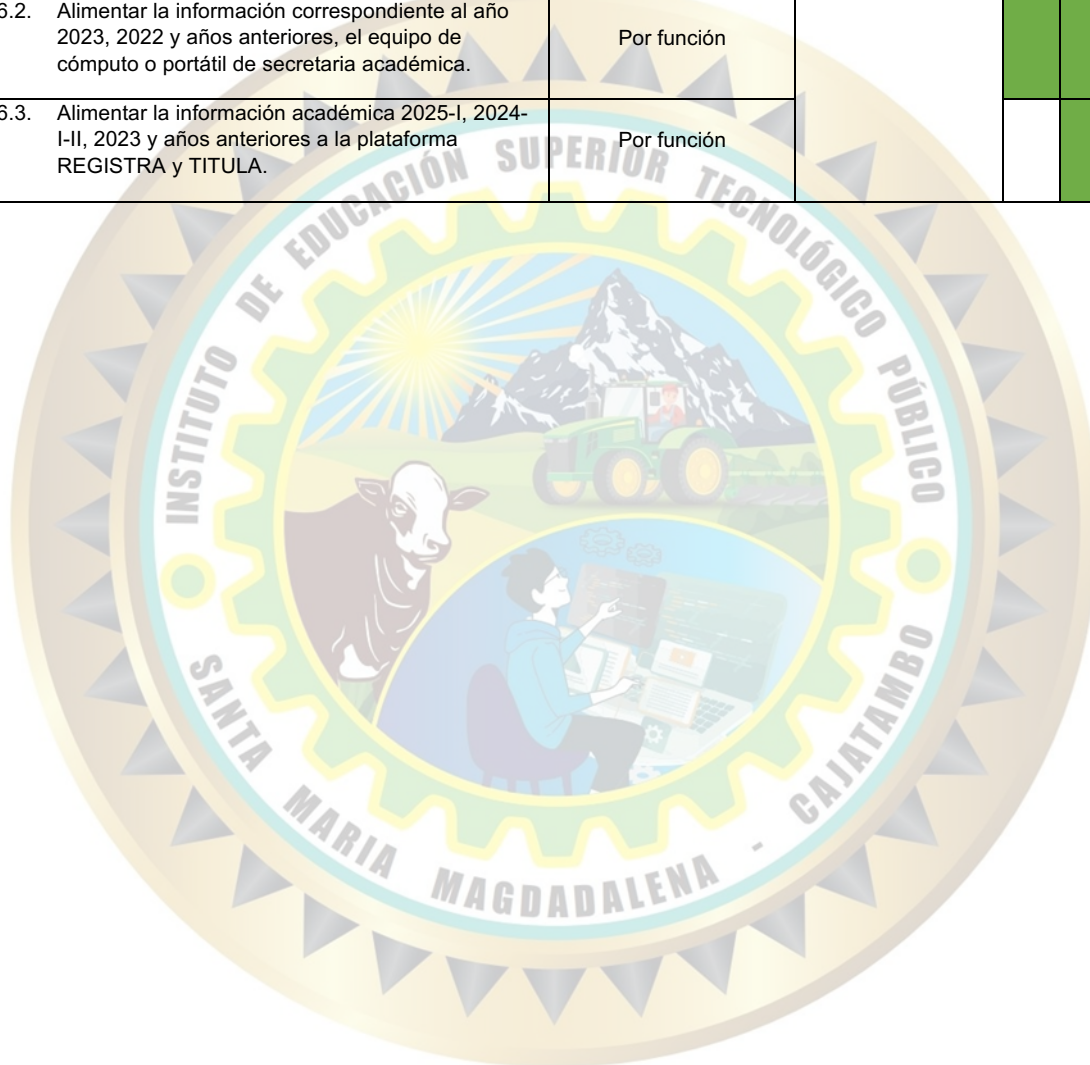 6.2. Alimentar la información correspondiente al año
2023, 2022 y años anteriores, el equipo de
cómputo o portátil de secretaria académica.
Por función
6.3. Alimentar la información académica 2025-I, 2024-
I-II, 2023 y años anteriores a la plataforma
REGISTRA y TITULA.
Por función
INSTITUTO DE EDUCACIÓN SUPERIOR TECNOLÓGICO PÚBLICO
SANTA MARIA MAGDADALENA - CAJATAMBO